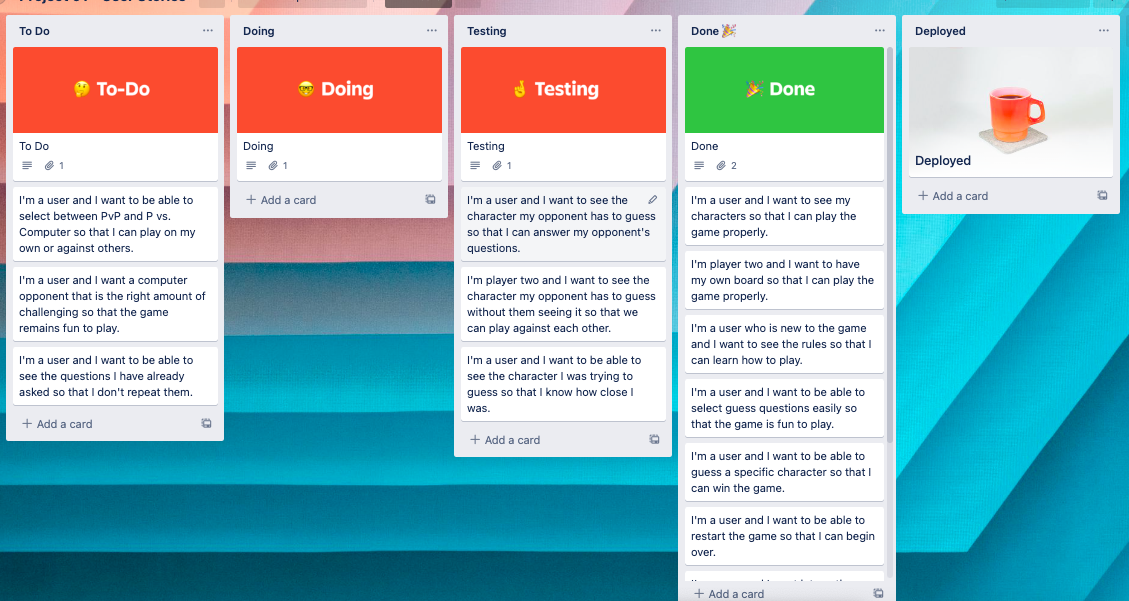 To Do
🤔 To-Do
To Do
1
I'm a user and I want to be able to
select between PvP and P vs.
Computer so that I can play on my
own or against others.
I'm a user and I want a computer
opponent that is the right amount of
challenging so that the game
remains fun to play.
I'm a user and I want to be able to
see the questions I have already
asked so that I don't repeat them.
+ Add a card
Doing
🤓 Doing
Doing
1
+ Add a card
Testing
🤞 Testing
Testing
1
I'm a user and I want to see the
character my opponent has to guess
so that I can answer my opponent's
questions.
I'm player two and I want to see the
character my opponent has to guess
without them seeing it so that we
can play against each other.
I'm a user and I want to be able to
see the character I was trying to
guess so that I know how close I
was.
+ Add a card
Done 🎉
🎉 Done
Done
2
I'm a user and I want to see my
characters so that I can play the
game properly.
I'm player two and I want to have
my own board so that I can play the
game properly.
I'm a user who is new to the game
and I want to see the rules so that I
can learn how to play.
I'm a user and I want to be able to
select guess questions easily so
that the game is fun to play.
I'm a user and I want to be able to
guess a specific character so that I
can win the game.
I'm a user and I want to be able to
restart the game so that I can begin
over.
+ Add a card
Deployed
Deployed
+ Add a card